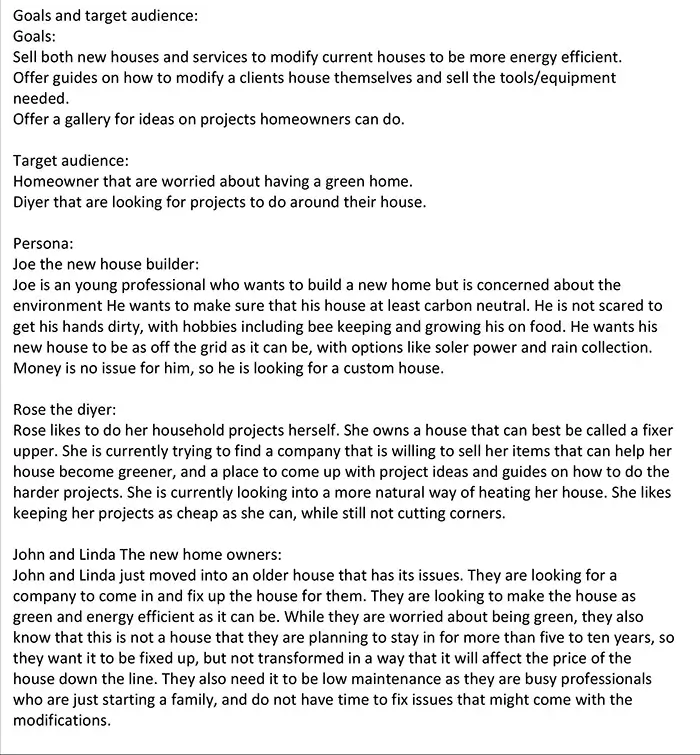 Goals and target audience:
Goals:
Sell both new houses and services to modify current houses to be more energy efficient.
Offer guides on how to modify a clients house themselves and sell the tools/equipment
needed.
Offer a gallery for ideas on projects homeowners can do.
Target audience:
Homeowner that are worried about having a green home.
Diyer that are looking for projects to do around their house.
Persona:
Joe the new house builder:
Joe is an young professional who wants to build a new home but is concerned about the
environment He wants to make sure that his house at least carbon neutral. He is not scared to
get his hands dirty, with hobbies including bee keeping and growing his on food. He wants his
new house to be as off the grid as it can be, with options like soler power and rain collection.
Money is no issue for him, so he is looking for a custom house.
Rose the diyer:
Rose likes to do her household projects herself. She owns a house that can best be called a fixer
upper. She is currently trying to find a company that is willing to sell her items that can help her
house become greener, and a place to come up with project ideas and guides on how to do the
harder projects. She is currently looking into a more natural way of heating her house. She likes
keeping her projects as cheap as she can, while still not cutting corners.
John and Linda The new home owners:
John and Linda just moved into an older house that has its issues. They are looking for a
company to come in and fix up the house for them. They are looking to make the house as
green and energy efficient as it can be. While they are worried about being green, they also
know that this is not a house that they are planning to stay in for more than five to ten years, so
they want it to be fixed up, but not transformed in a way that it will affect the price of the
house down the line. They also need it to be low maintenance as they are busy professionals
who are just starting a family, and do not have time to fix issues that might come with the
modifications.